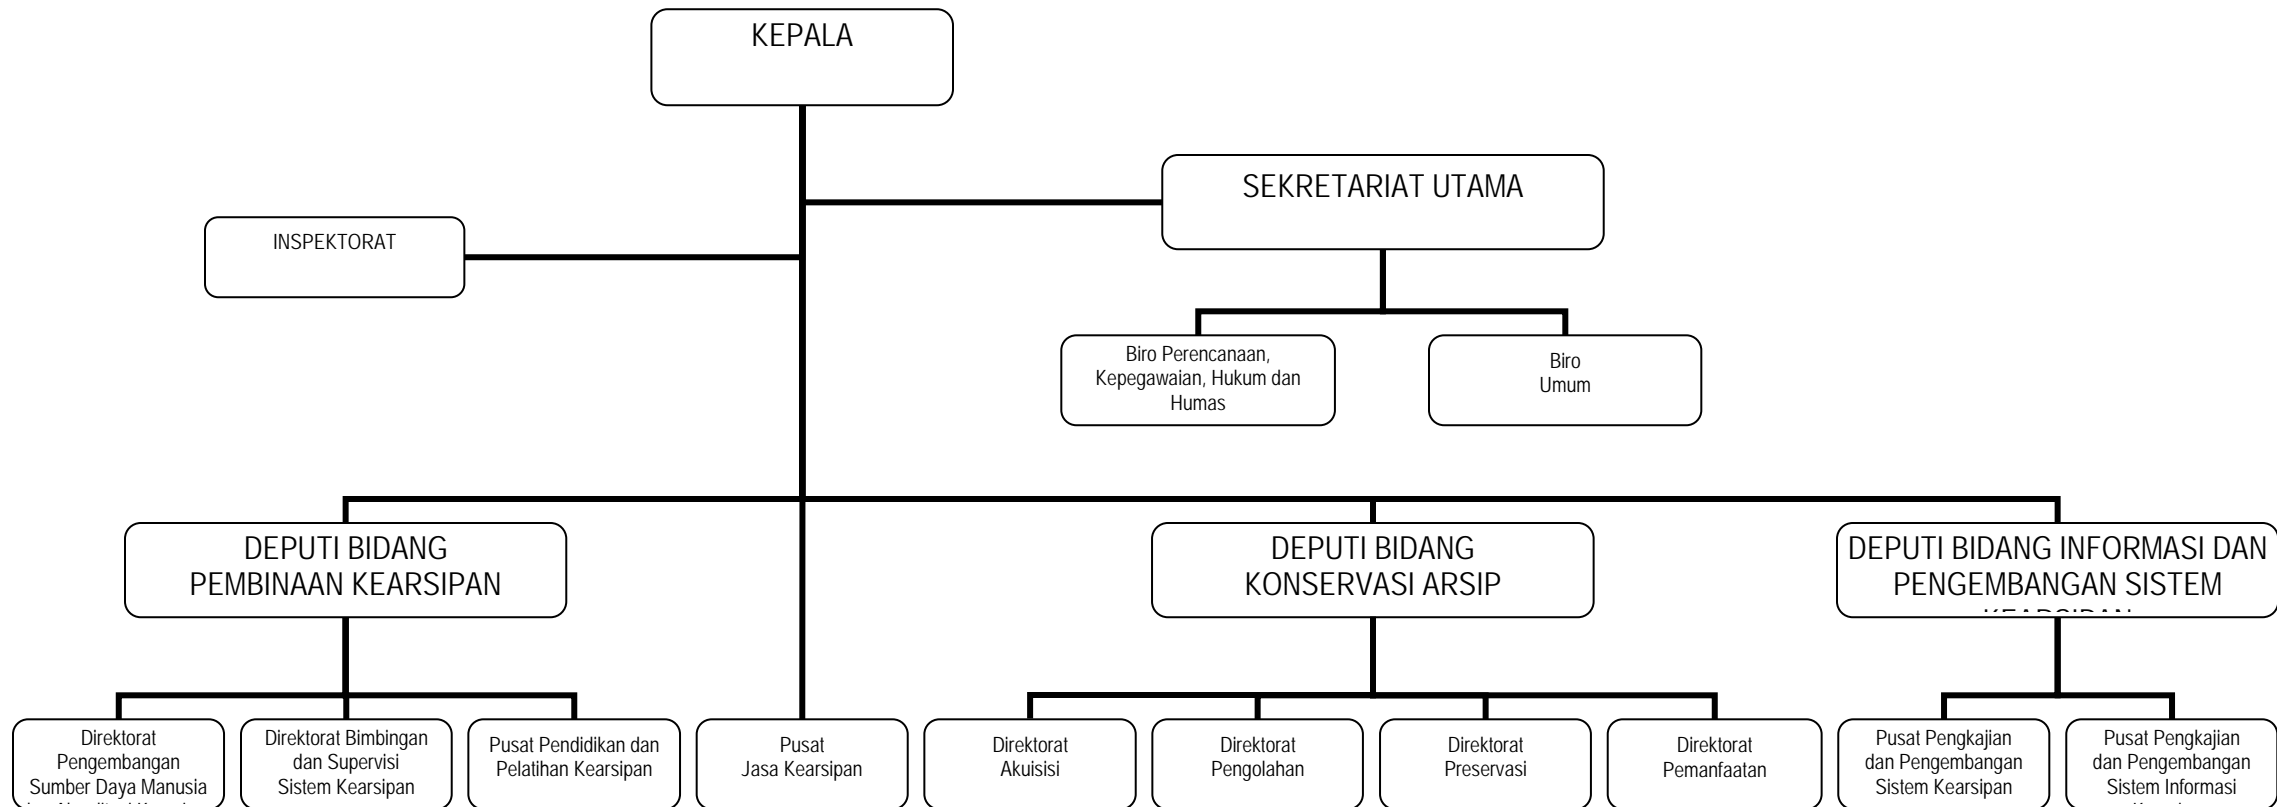 KEPALA
SEKRETARIAT UTAMA
INSPEKTORAT
Biro Perencanaan,
Kepegawaian, Hukum dan
Humas
Biro
Umum
DEPUTI BIDANG
PEMBINAAN KEARSIPAN
DEPUTI BIDANG
KONSERVASI ARSIP
DEPUTI BIDANG INFORMASI DAN
PENGEMBANGAN SISTEM
Direktorat
Pengembangan
Sumber Daya Manusia
Direktorat Bimbingan
dan Supervisi
Sistem Kearsipan
Pusat Pendidikan dan
Pelatihan Kearsipan
Pusat
Jasa Kearsipan
Direktorat
Akuisisi
Direktorat
Pengolahan
Direktorat
Preservasi
Direktorat
Pemanfaatan
Pusat Pengkajian
dan Pengembangan
Sistem Kearsipan
Pusat Pengkajian
dan Pengembangan
Sistem Informasi